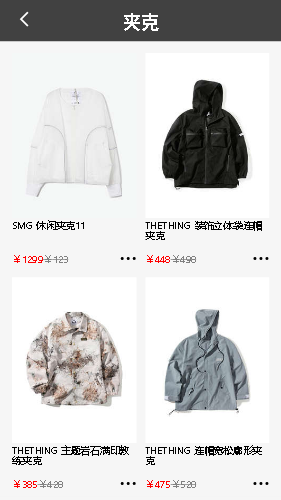 夹克
SMG 休闲夹克11
￥1299 ￥123
THETHING 装饰立体袋连帽
夹克
￥448 ￥498
THETHING 主题岩石满印教
练夹克
￥385 ￥428
THETHING 连帽宽松廓形夹
克
￥475 ￥528